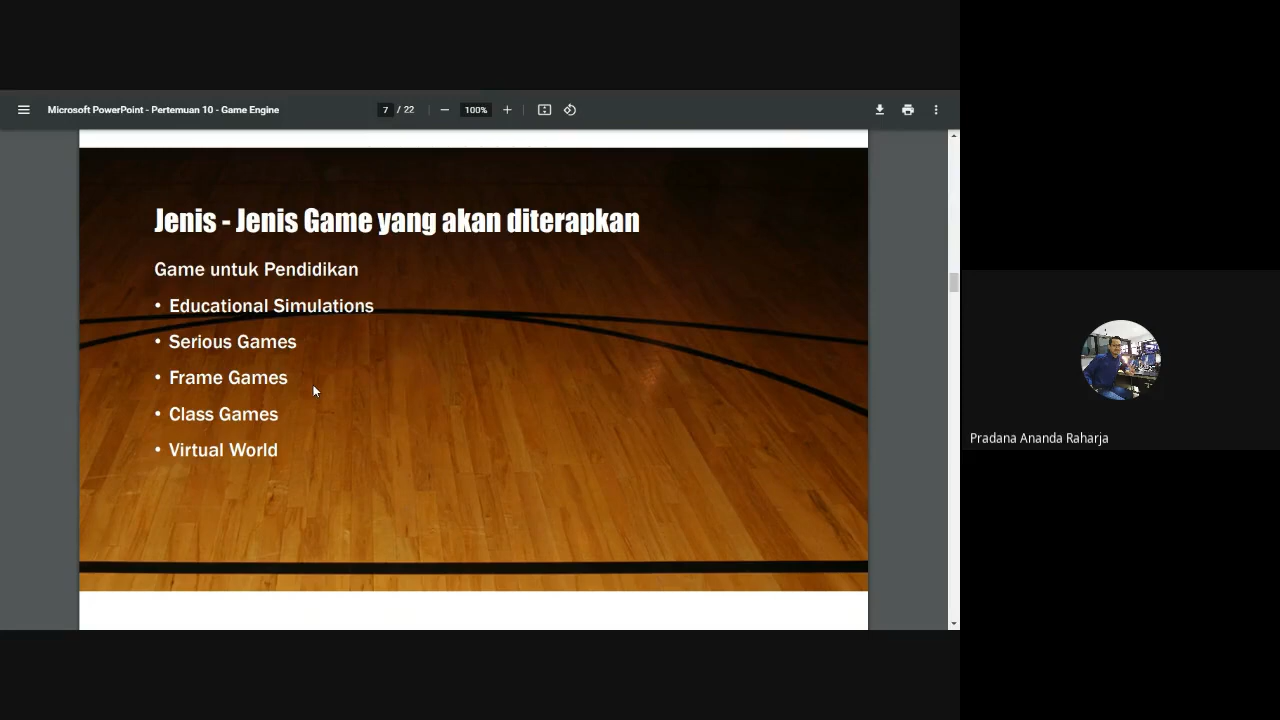 Microsoft PowerPoint - Pertemuan 10 - Game Engine
7 / 22
100%
Jenis - Jenis Game yang akan diterapkan
Game untuk Pendidikan
• Educational Simulations
• Serious Games
• Frame Games
• Class Games
• Virtual World
Pradana Ananda Raharja